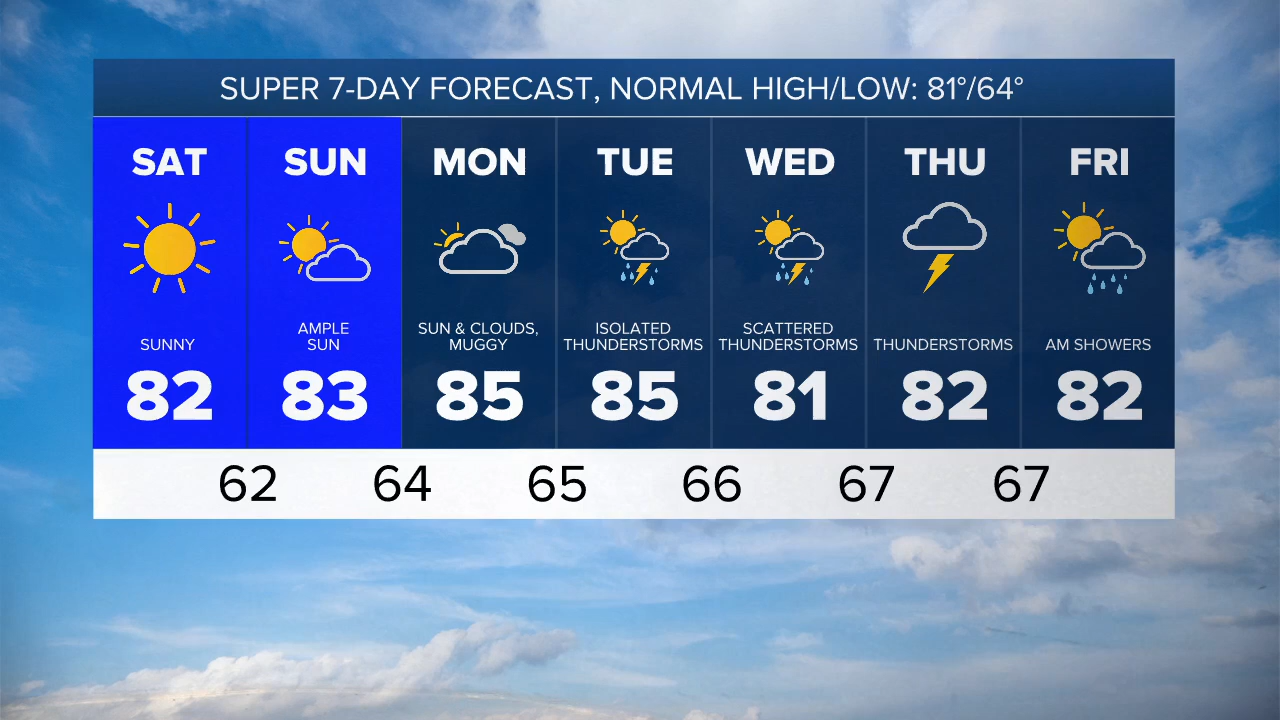 SUPER 7-DAY FORECAST, NORMAL HIGH/LOW: 81°/64°
SAT SUN MON TUE WED THU FRI
SUNNY
AMPLE
SUN
SUN & CLOUDS,
MUGGY
ISOLATED
THUNDERSTORMS
SCATTERED
THUNDERSTORMS
THUNDERSTORMS
AM SHOWERS
82 83 85 85 81 82 82
62 64 65 66 67 67